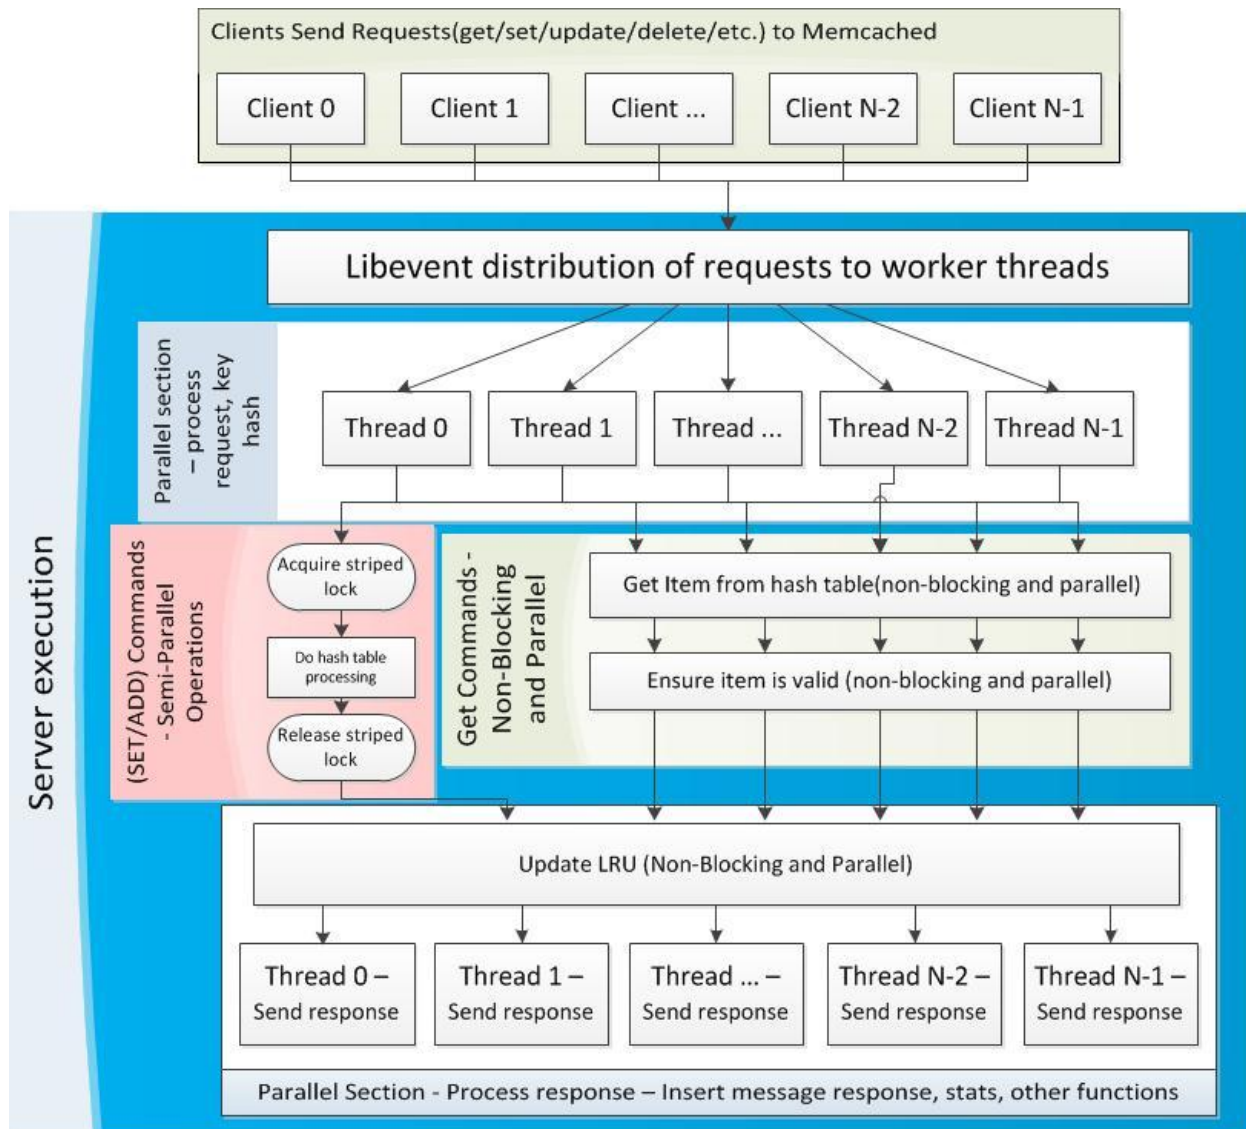 Clients Send Requests(get/set/update/delete/etc.) to Memcached
Client 0
Client 1
Client ...
Client N-2
Client N-1
Server execution
Libevent distribution of requests to worker threads
Parallel section
– process
request, key
hash
Thread 0
Thread 1
Thread ...
Thread N-2
Thread N-1
(SET/ADD) Commands
- Semi-Parallel
Operations
Acquire striped
lock
Do hash table
processing
Release striped
lock
Get Commands -
Non-Blocking
and Parallel
Get Item from hash table(non-blocking and parallel)
Ensure item is valid (non-blocking and parallel)
Update LRU (Non-Blocking and Parallel)
Thread 0 –
Send response
Thread 1 –
Send response
Thread ... –
Send response
Thread N-2 –
Send response
Thread N-1 –
Send response
Parallel Section - Process response – Insert message response, stats, other functions